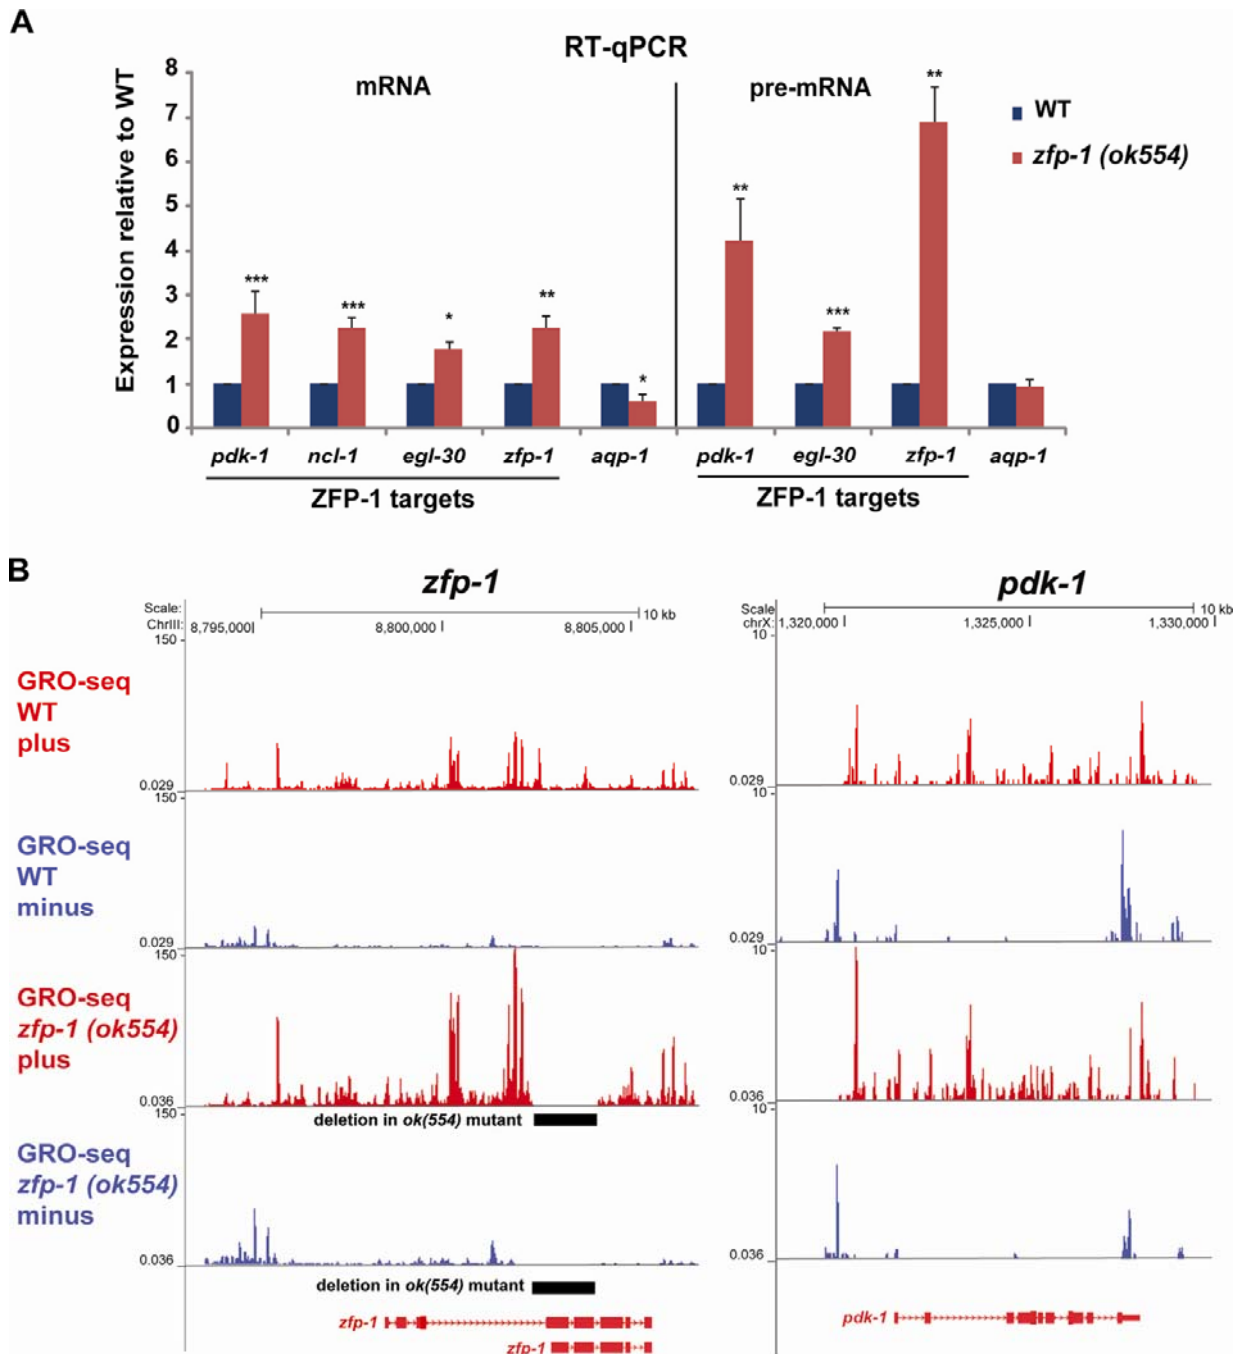 A
RT-qPCR
mRNA
pre-mRNA
Expression relative to WT
8
7
6
5
4
3
2
1
0
***
***
*
**
*
**
***
**
WT
zfp-1 (ok554)
pdk-1 ncl-1 egl-30 zfp-1 aqp-1 pdk-1 egl-30 zfp-1 aqp-1
ZFP-1 targets ZFP-1 targets
B
zfp-1
pdk-1
Scale: 10 kb
ChrIII: 8,795,000 8,800,000 8,805,000
Scale 10 kb
chrX: 1,320,000 1,325,000 1,330,000
GRO-seq
WT
plus
150
0.029
10
0.029
GRO-seq
WT
minus
150
0.029
10
0.029
GRO-seq
zfp-1 (ok554)
plus
150
0.036
10
0.036
deletion in ok(554) mutant
GRO-seq
zfp-1 (ok554)
minus
150
0.036
10
0.036
deletion in ok(554) mutant
zfp-1
zfp-1
pdk-1